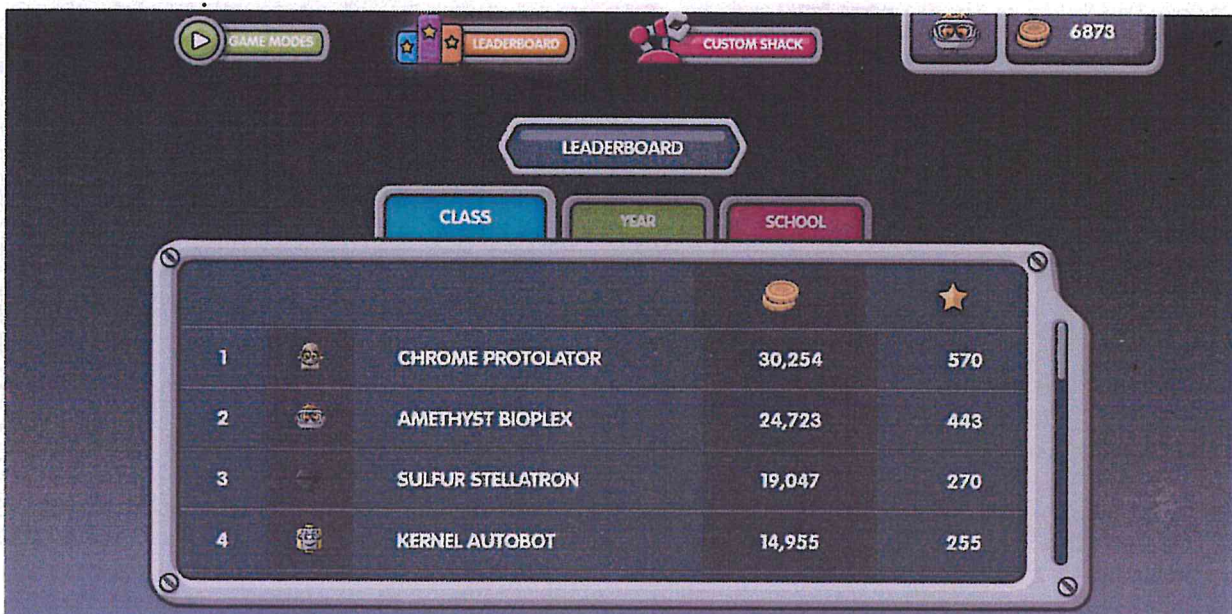 GAME MODES
LEADERBOARD
CUSTOM SHACK
6873
LEADERBOARD
CLASS
YEAR
SCHOOL
1 CHROME PROTOLATOR 30,254 570
2 AMETHYST BIOPLEX 24,723 443
3 SULFUR STELLATRON 19,047 270
4 KERNEL AUTOBOT 14,955 255